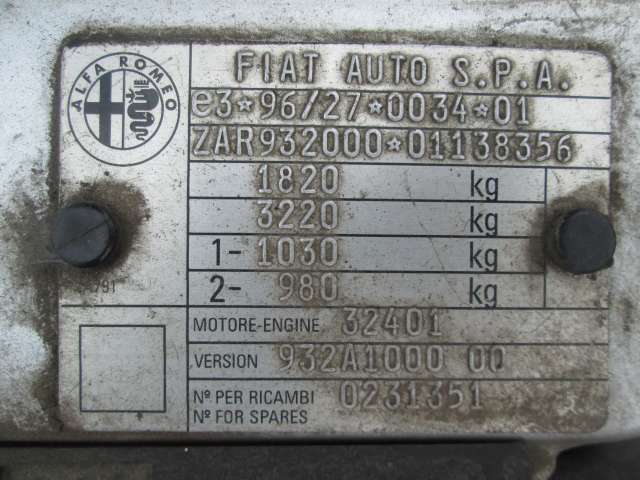 ALFA ROMEO
FIAT AUTO S.P.A.
e3*96/27*0034*01
ZAR932000*01138356
1820 kg
3220 kg
1- 1030 kg
2- 980 kg
MOTORE-ENGINE 32401
VERSION 932A1000 00
Nº PER RICAMBI 0231351
Nº FOR SPARES